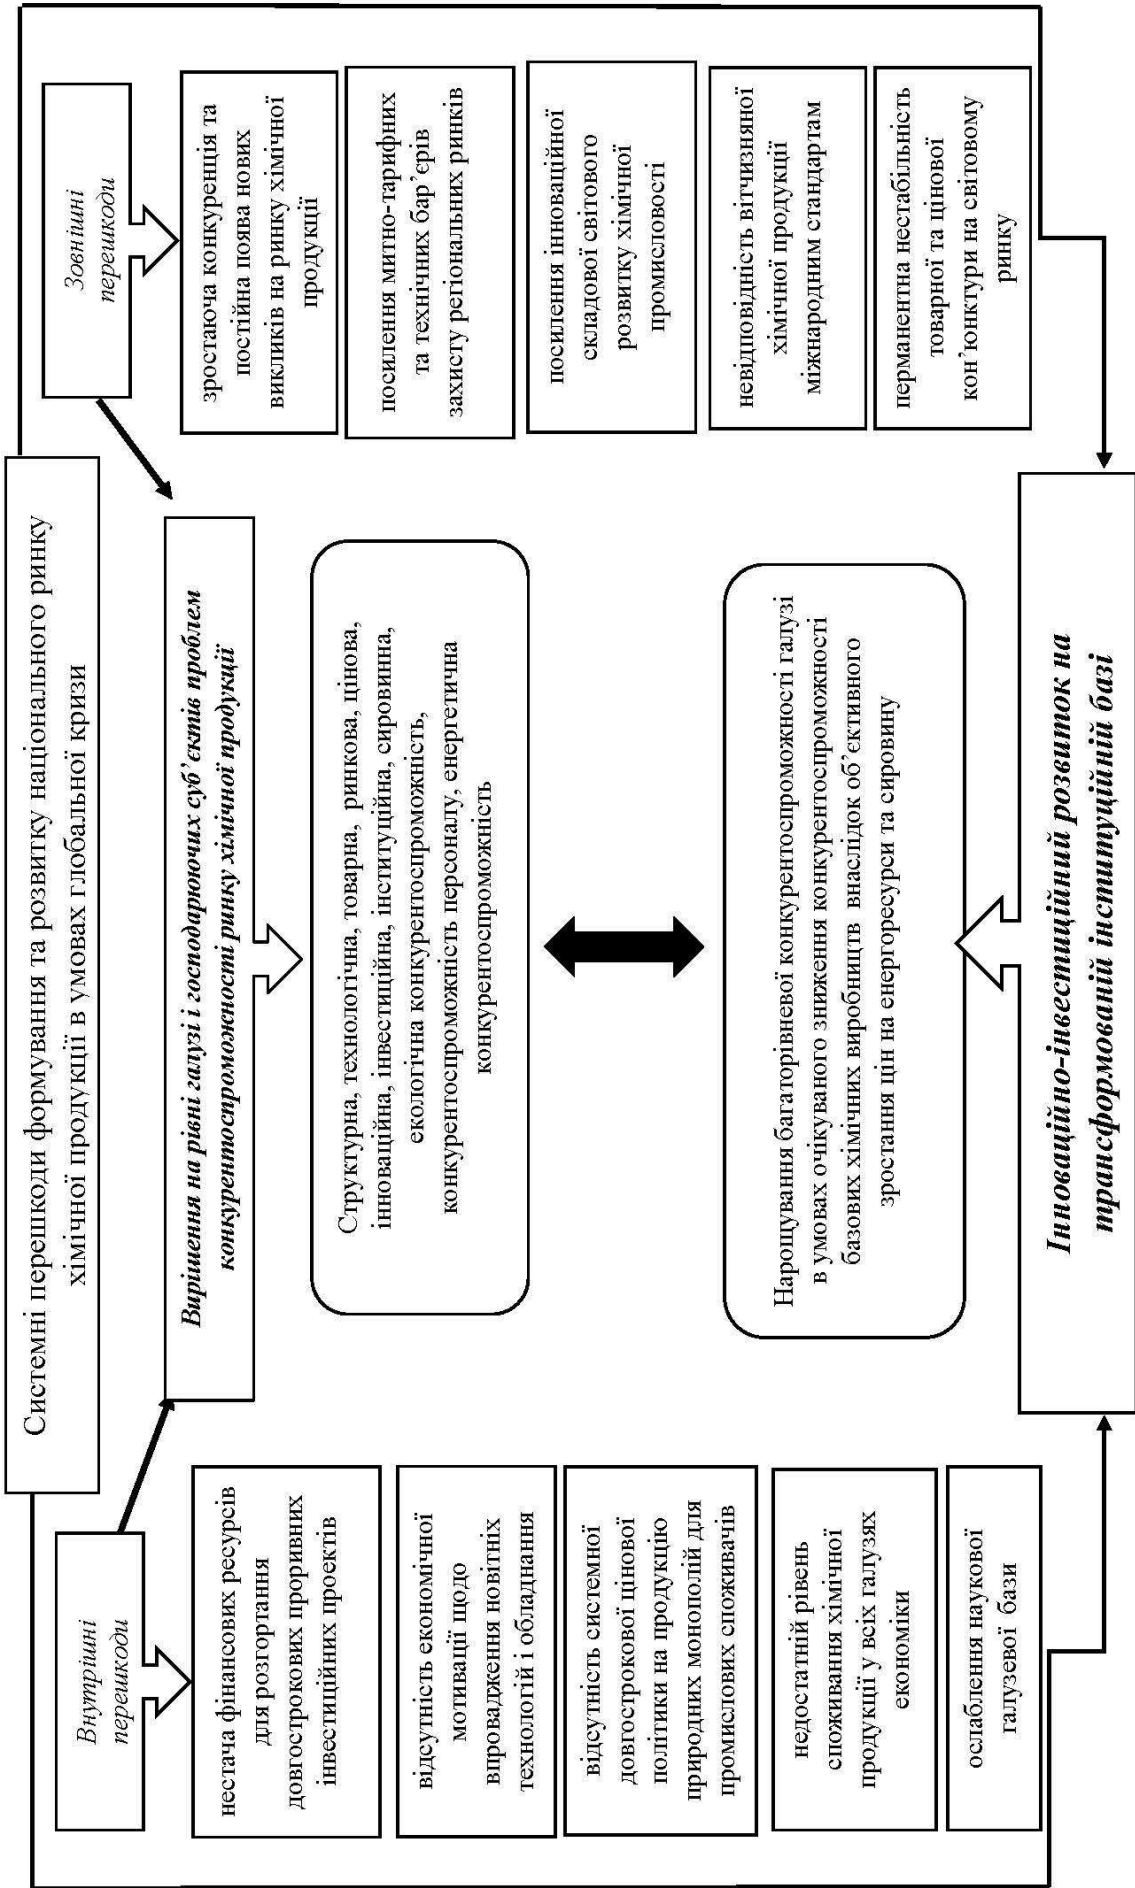 Системні перешкоди формування та розвитку національного ринку
хімічної продукції в умовах глобальної кризи
Внутрішні
перешкоди
нестача фінансових ресурсів
для розгортання
довгострокових проривних
інвестиційних проектів
відсутність економічної
мотивації щодо
впровадження новітніх
технологій і обладнання
відсутність системної
довгострокової цінової
політики на продукцію
природних монополій для
промислових споживачів
недостатній рівень
споживання хімічної
продукції у всіх галузях
економіки
ослаблення наукової
галузевої бази
Вирішення на рівні галузі і господарюючих суб’єктів проблем
конкурентоспроможності ринку хімічної продукції
Структурна, технологічна, товарна, ринкова, цінова,
інноваційна, інвестиційна, інституційна, сировинна,
екологічна конкурентоспроможність,
конкурентоспроможність персоналу, енергетична
конкурентоспроможність
Нарощування багаторівневої конкурентоспроможності галузі
в умовах очікуваного зниження конкурентоспроможності
базових хімічних виробництв внаслідок об’єктивного
зростання цін на енергоресурси та сировину
Інноваційно-інвестиційний розвиток на
трансформованій інституційній базі
Зовнішні
перешкоди
зростаюча конкуренція та
постійна поява нових
викликів на ринку хімічної
продукції
посилення митно-тарифних
та технічних бар’єрів
захисту регіональних ринків
посилення інноваційної
складової світового
розвитку хімічної
промисловості
невідповідність вітчизняної
хімічної продукції
міжнародним стандартам
перманентна нестабільність
товарної та цінової
кон’юнктури на світовому
ринку